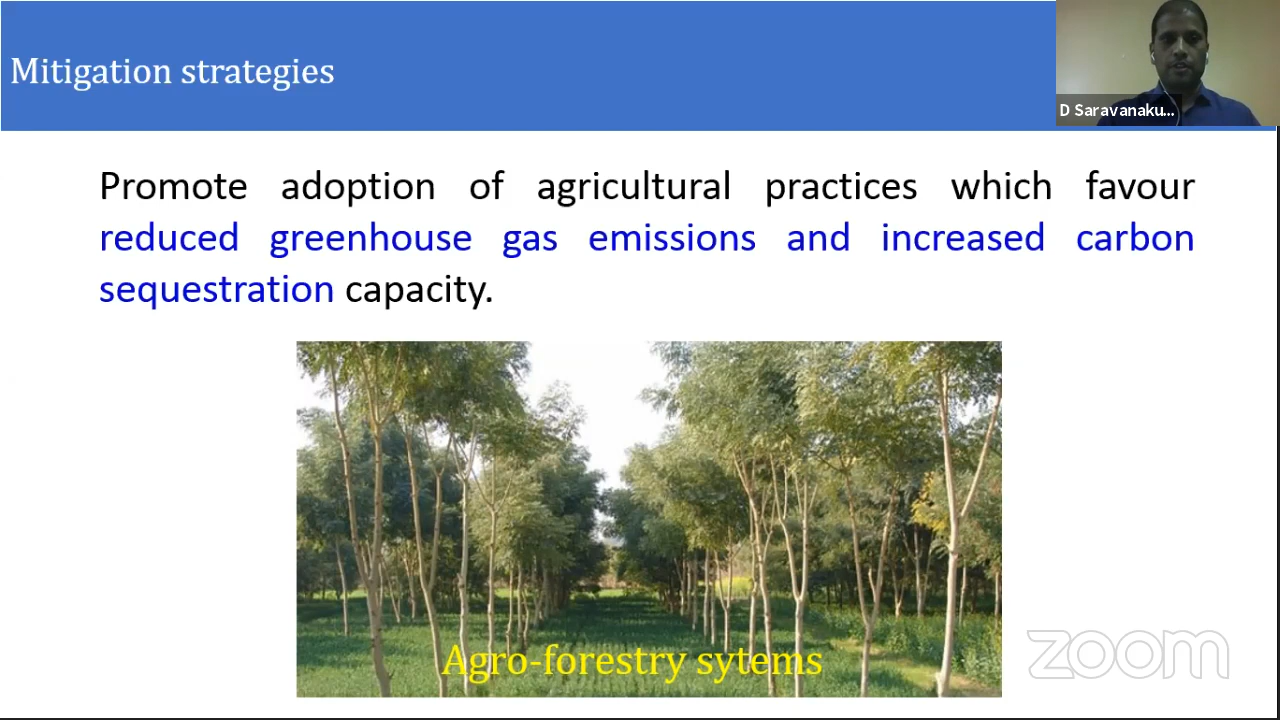 Mitigation strategies
D Saravanaku...
Promote adoption of agricultural practices which favour
reduced greenhouse gas emissions and increased carbon
sequestration capacity.
Agro-forestry sytems
zoom